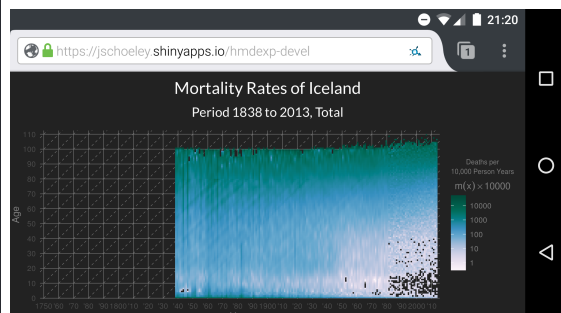 21:20
https://jschoeley.shinyapps.io/hmdexp-devel
1
Mortality Rates of Iceland
Period 1838 to 2013, Total
Deaths per
10,000 Person Years
m(x) × 10000
10000
1000
100
10
1
Age
110
100
90
80
70
60
50
40
30
20
10
0
1750 '60 '70 '80 '90 1800 '10 '20 '30 '40 '50 '60 '70 '80 '90 1900 '10 '20 '30 '40 '50 '60 '70 '80 '90 2000 '10